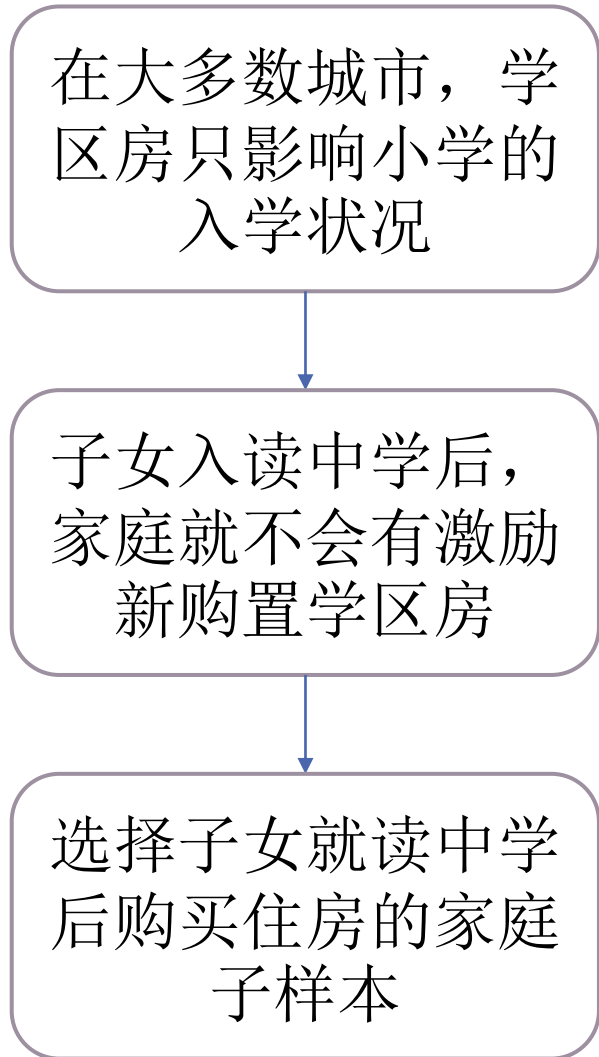 在大多数城市，学
区房只影响小学的
入学状况
子女入读中学后，
家庭就不会有激励
新购置学区房
选择子女就读中学
后购买住房的家庭
子样本